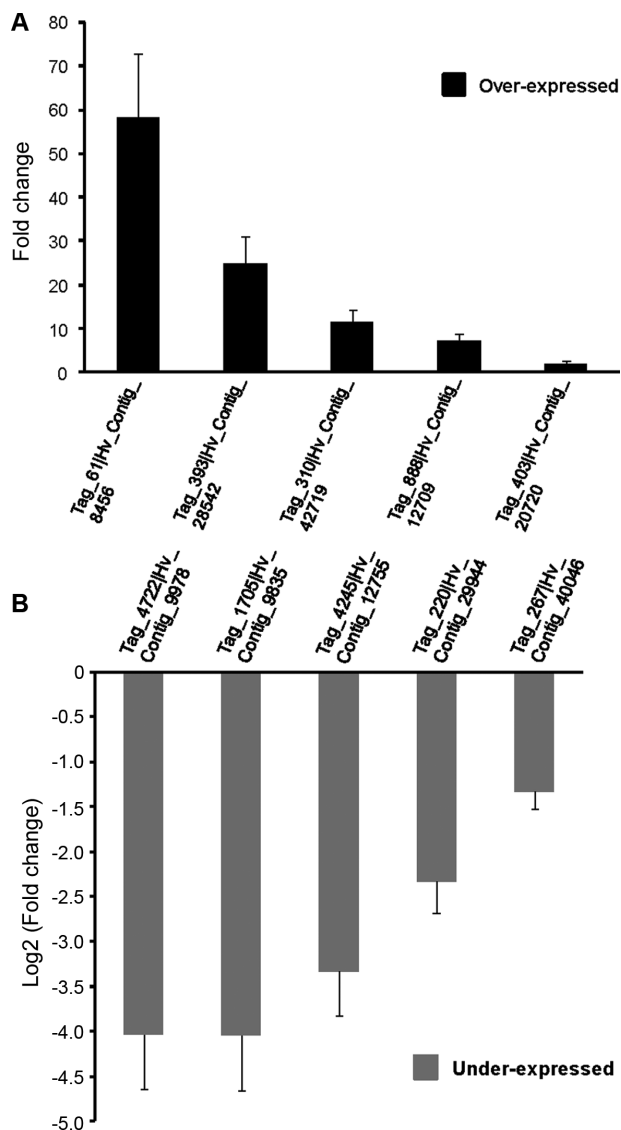 A
80
70
60
50
40
30
20
10
0
Fold change
Over-expressed
Tag_61|Hv_Contig_
8456
Tag_393|Hv_Contig_
28542
Tag_310|Hv_Contig_
42719
Tag_888|Hv_Contig_
12709
Tag_403|Hv_Contig_
20720
B
Tag_4722|Hv_
Contig_9978
Tag_1705|Hv_
Contig_9835
Tag_4245|Hv_
Contig_12755
Tag_220|Hv_
Contig_29944
Tag_267|Hv_
Contig_40046
0
-0.5
-1.0
-1.5
-2.0
-2.5
-3.0
-3.5
-4.0
-4.5
-5.0
Log2 (Fold change)
Under-expressed